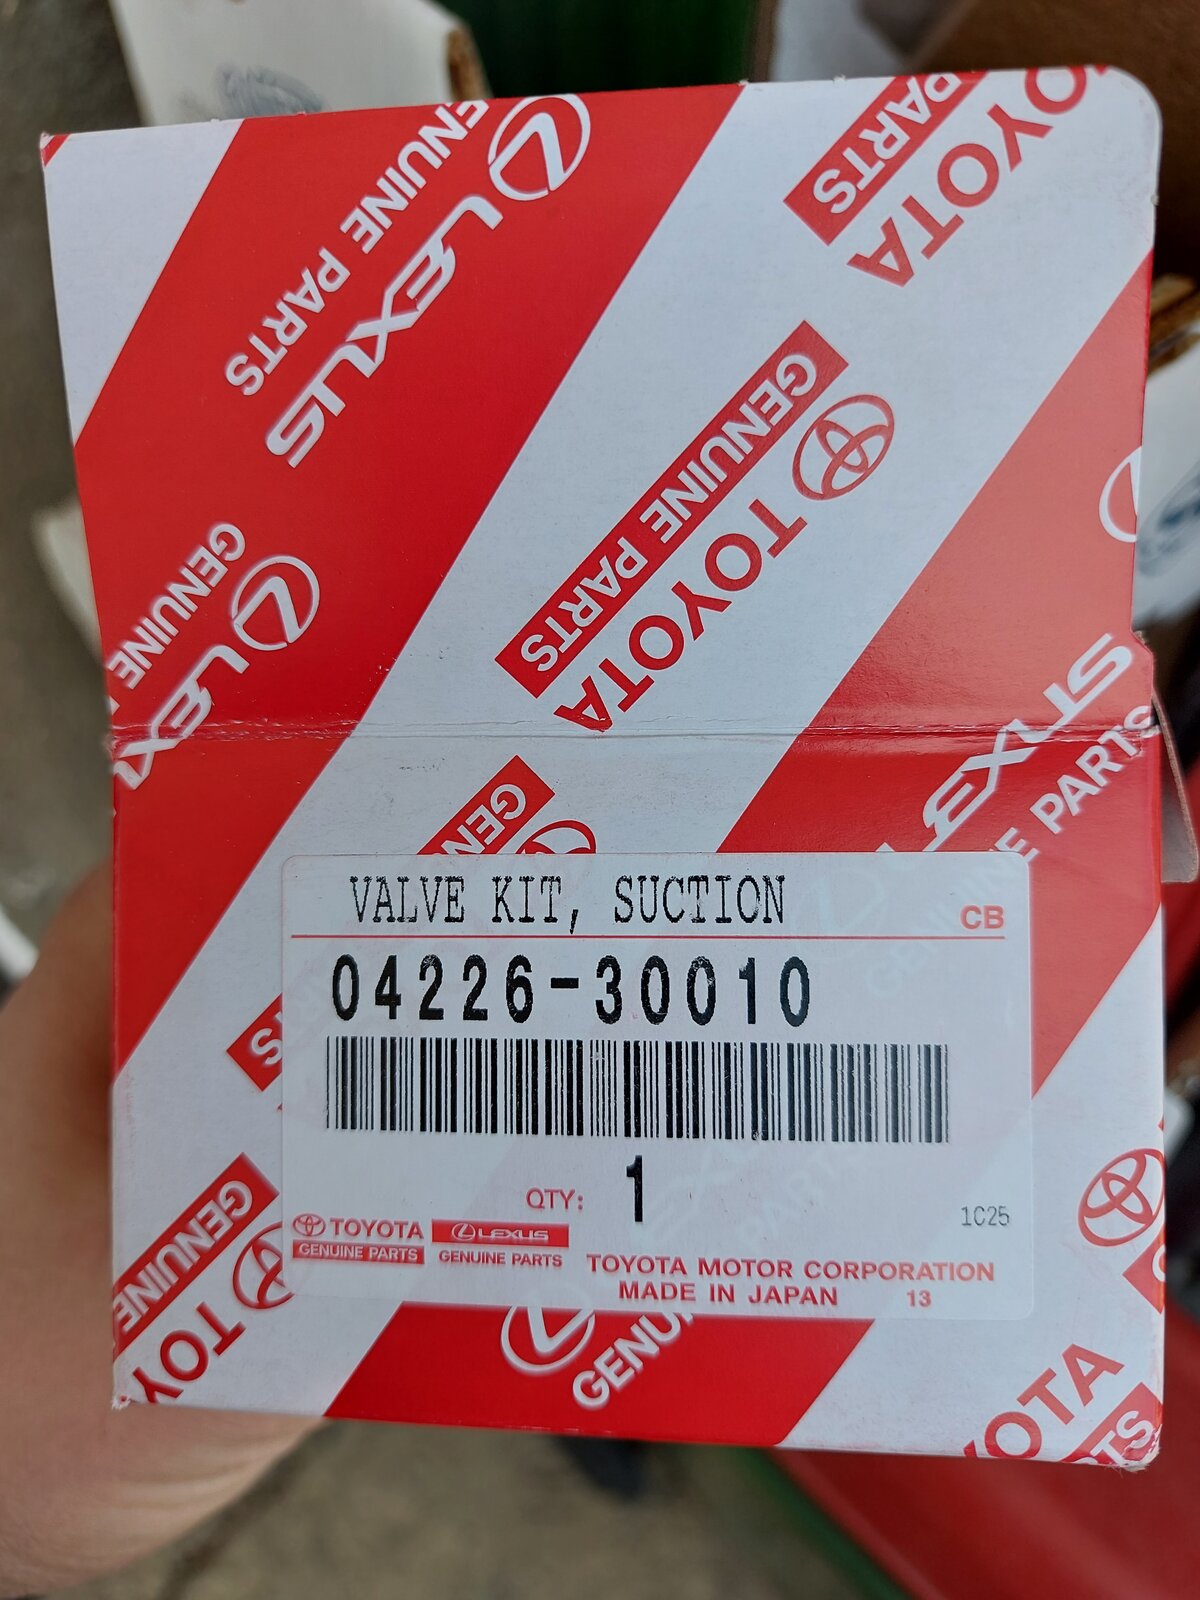 LEXUS
GENUINE PARTS
PARTS
TOYOTA
GENUINE PARTS
TOYOTA
GENUINE
LEXUS
PARTS
VALVE KIT, SUCTION
CB
04226-30010
QTY: 1
1C25
TOYOTA
GENUINE PARTS
LEXUS
GENUINE PARTS
TOYOTA MOTOR CORPORATION
MADE IN JAPAN 13
GENUINE